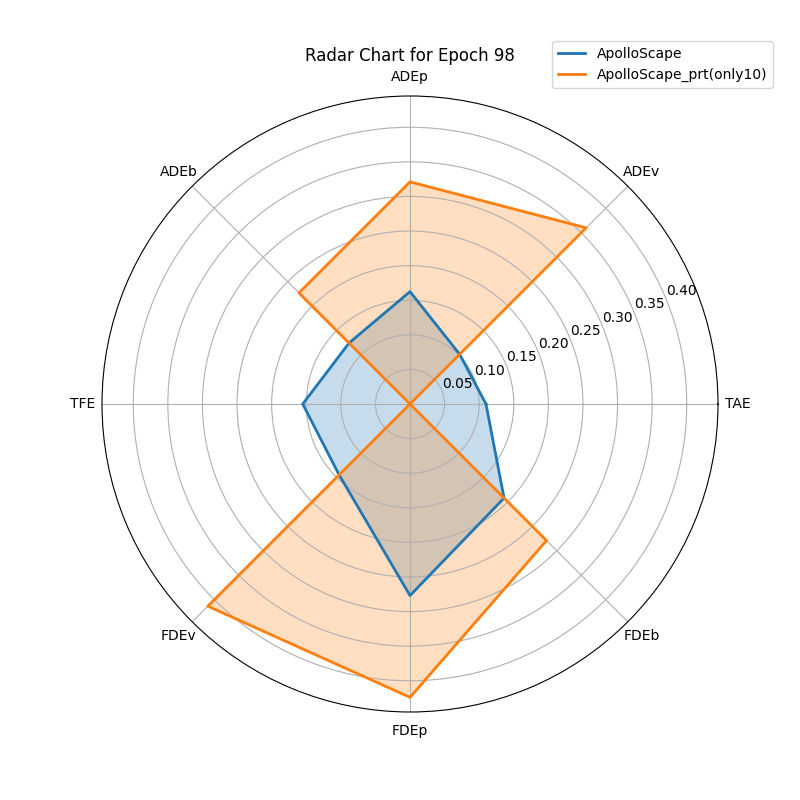 Radar Chart for Epoch 98
ApolloScape
ApolloScape_prt(only10)
ADEp
ADEb
ADEv
0.40
0.35
0.30
0.25
0.20
0.15
0.10
0.05
TFE
TAE
FDEv
FDEb
FDEp